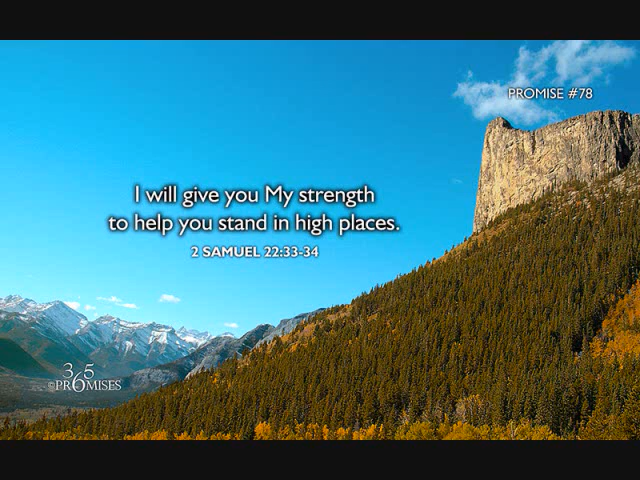 PROMISE #78
I will give you My strength
to help you stand in high places.
2 SAMUEL 22:33-34
365
©PROMISES